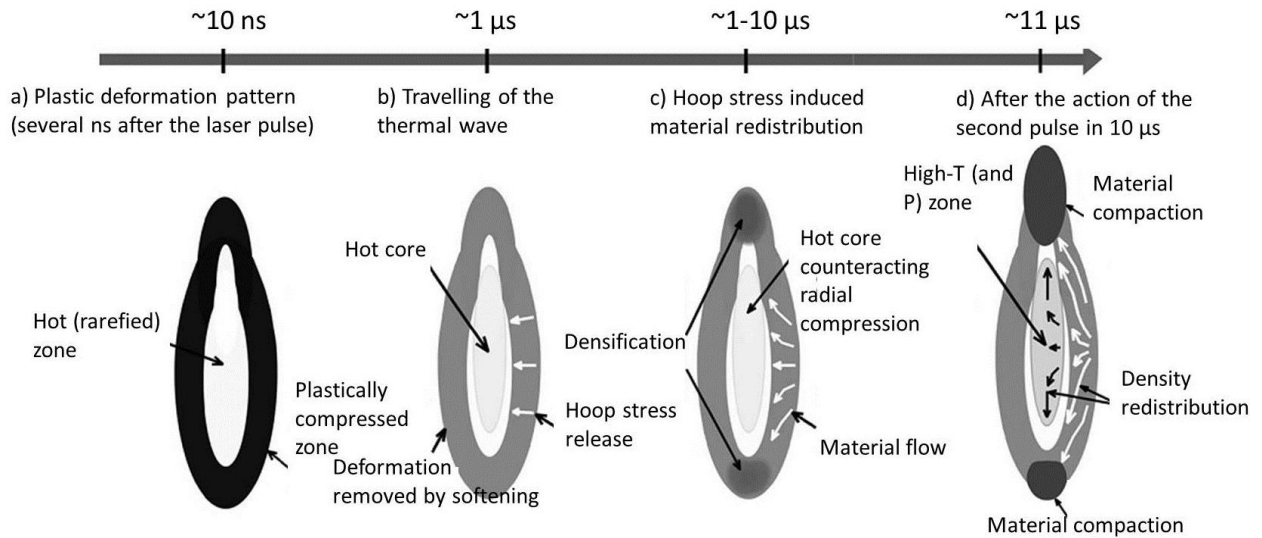 ~10 ns
~1 µs
~1-10 µs
~11 µs
a) Plastic deformation pattern
(several ns after the laser pulse)
b) Travelling of the
thermal wave
c) Hoop stress induced
material redistribution
d) After the action of the
second pulse in 10 µs
Hot (rarefied)
zone
Plastically
compressed
zone
Hot core
Deformation
removed by softening
Hoop stress
release
Densification
Hot core
counteracting
radial
compression
Material flow
High-T (and
P) zone
Material
compaction
Density
redistribution
Material compaction